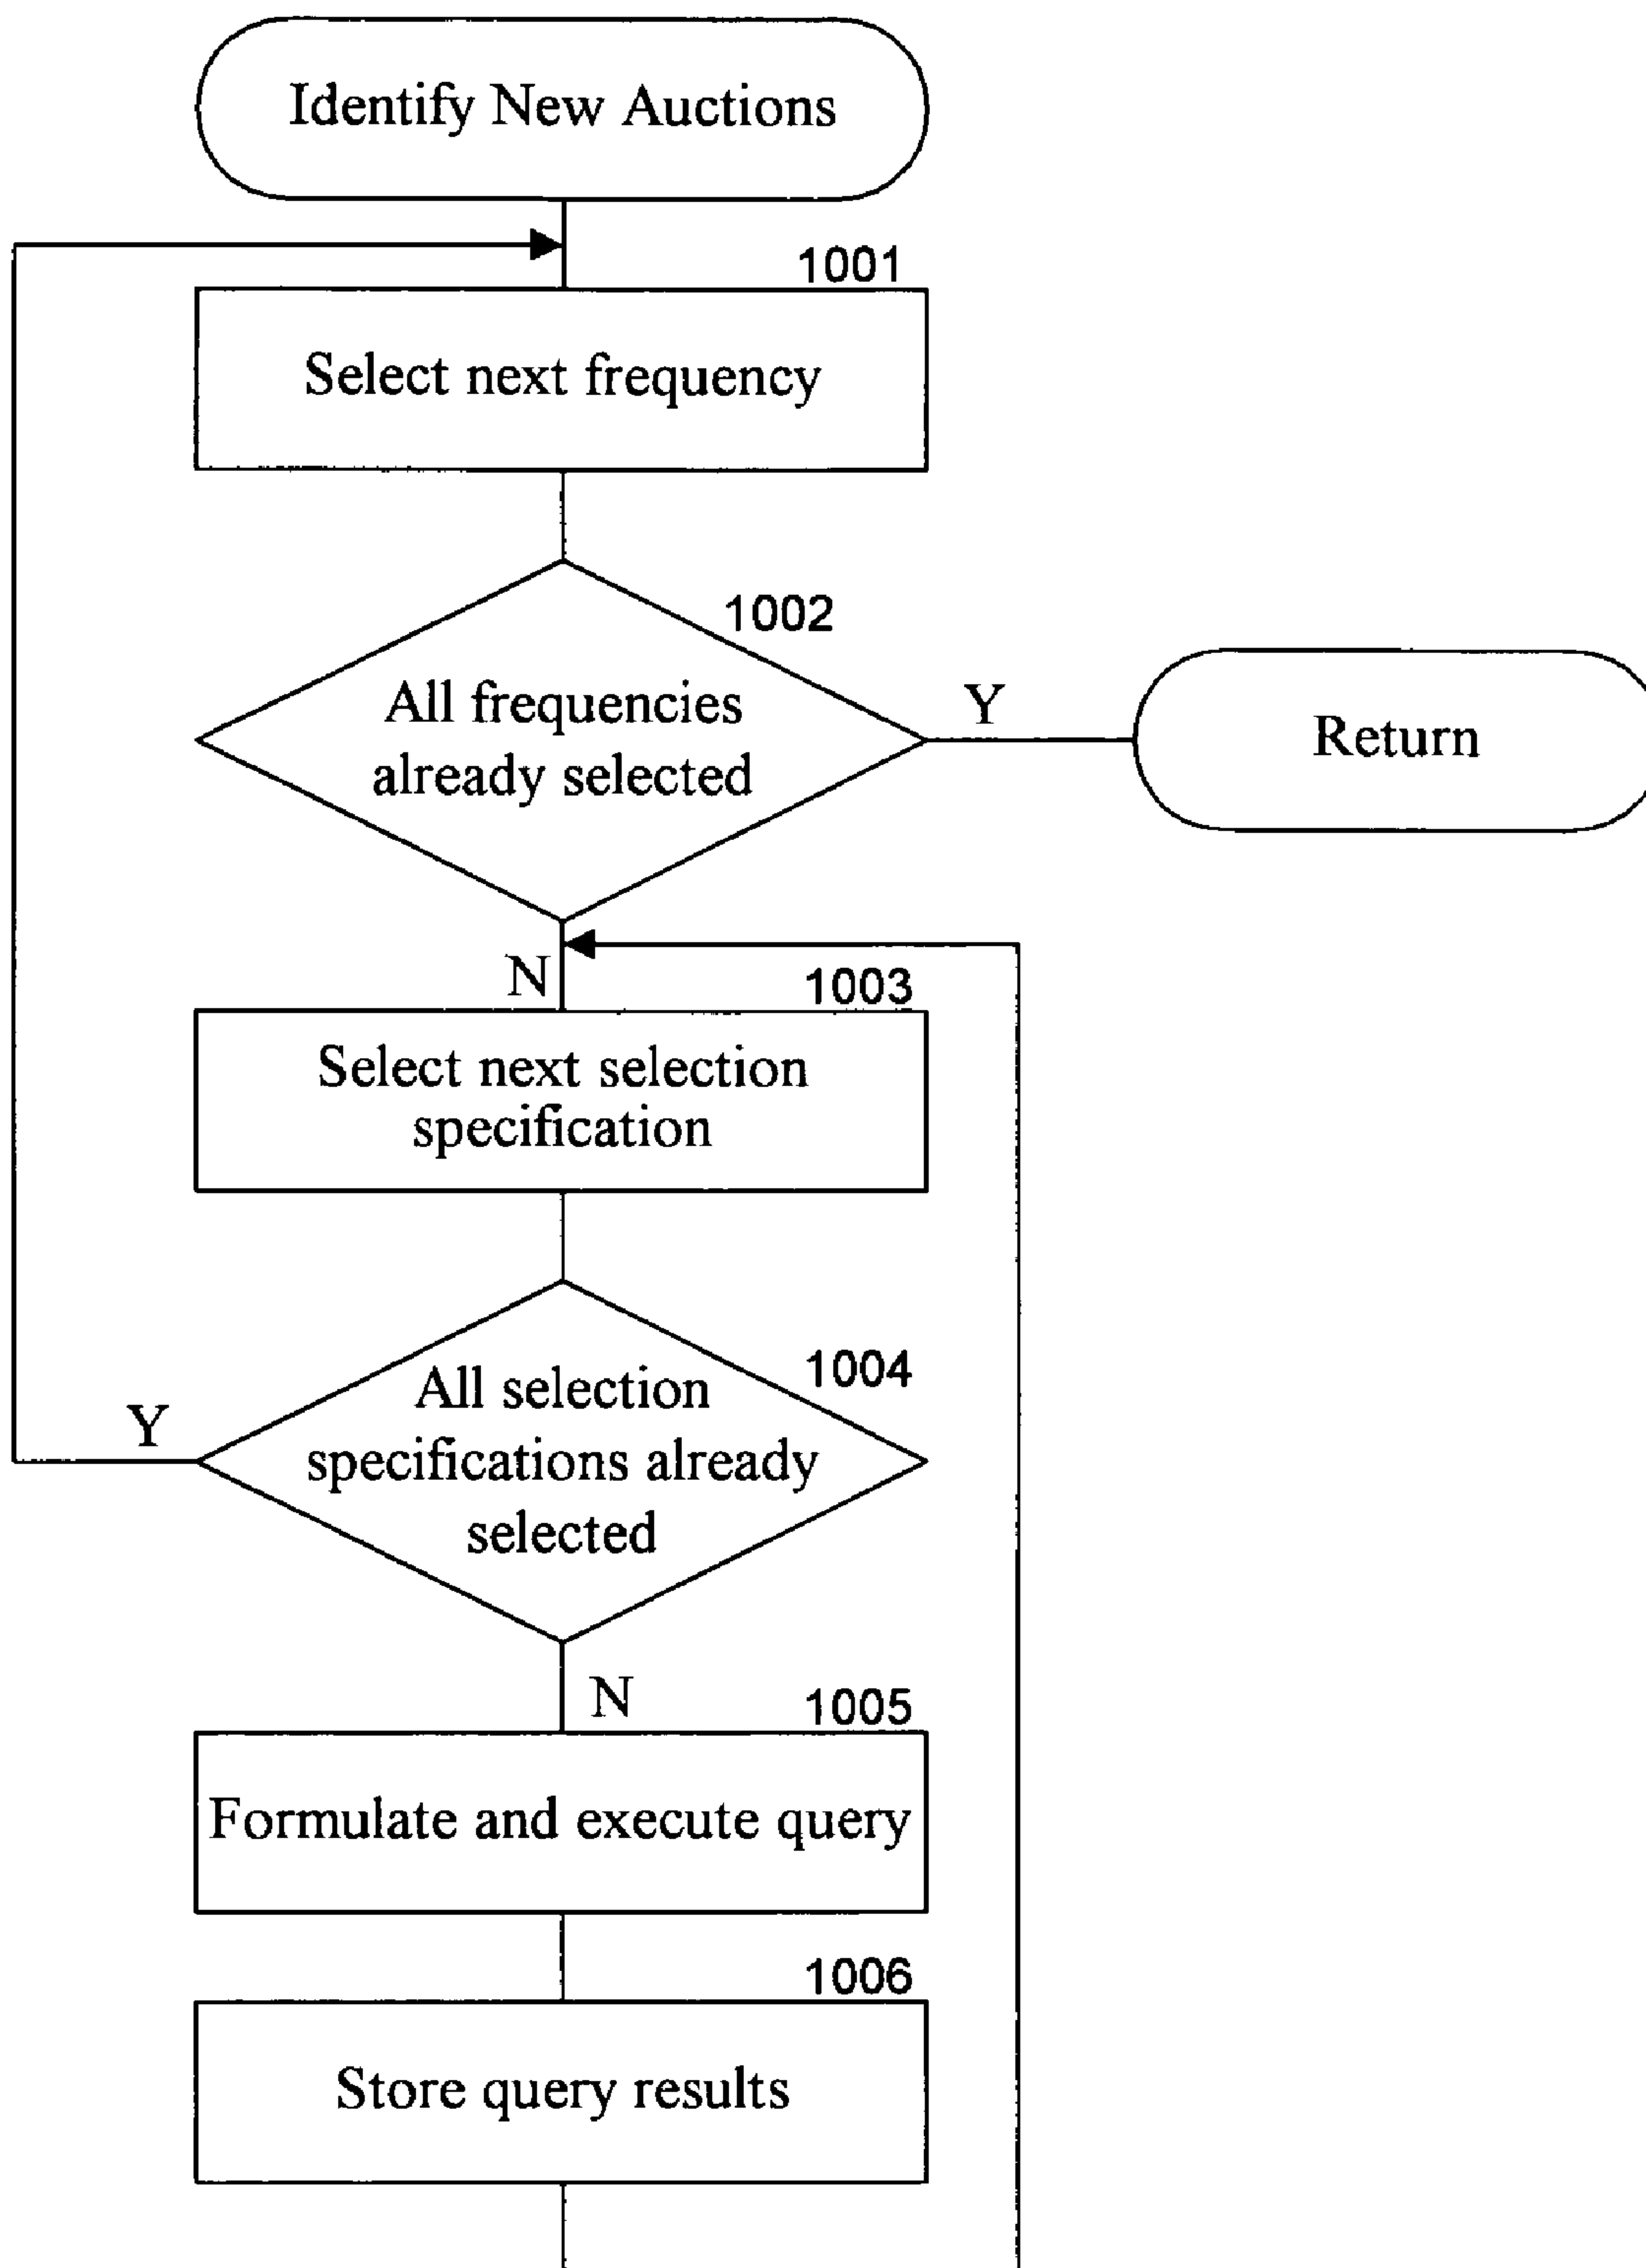 Identify New Auctions
1001
Select next frequency
1002
All frequencies
already selected
Y
Return
N
1003
Select next selection
specification
1004
All selection
specifications already
selected
Y
N
1005
Formulate and execute query
1006
Store query results